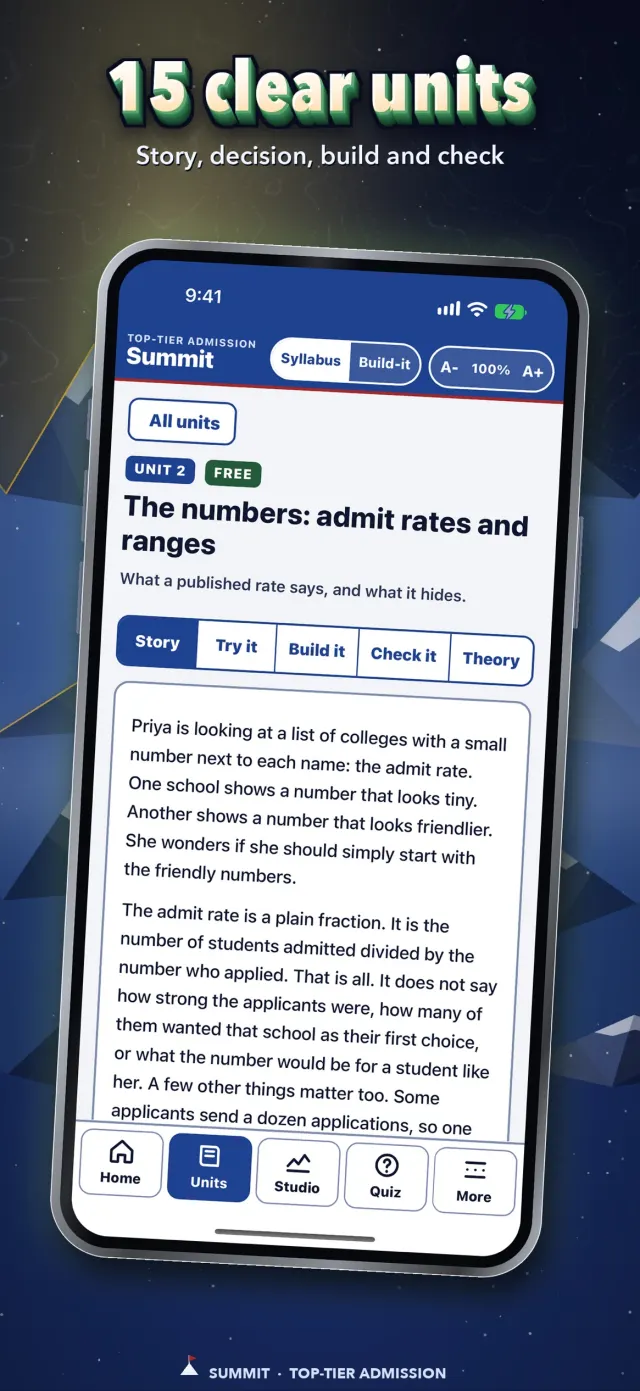 15 clear units
Story, decision, build and check
9:41
TOP-TIER ADMISSION
Summit
Syllabus
Build-it
A-
100%
A+
All units
UNIT 2
FREE
The numbers: admit rates and
ranges
What a published rate says, and what it hides.
Story
Try it
Build it
Check it
Theory
Priya is looking at a list of colleges with a small
number next to each name: the admit rate.
One school shows a number that looks tiny.
Another shows a number that looks friendlier.
She wonders if she should simply start with
the friendly numbers.
The admit rate is a plain fraction. It is the
number of students admitted divided by the
number who applied. That is all. It does not say
how strong the applicants were, how many of
them wanted that school as their first choice,
or what the number would be for a student like
her. A few other things matter too. Some
applicants send a dozen applications, so one
Home
Units
Studio
Quiz
More
SUMMIT · TOP-TIER ADMISSION